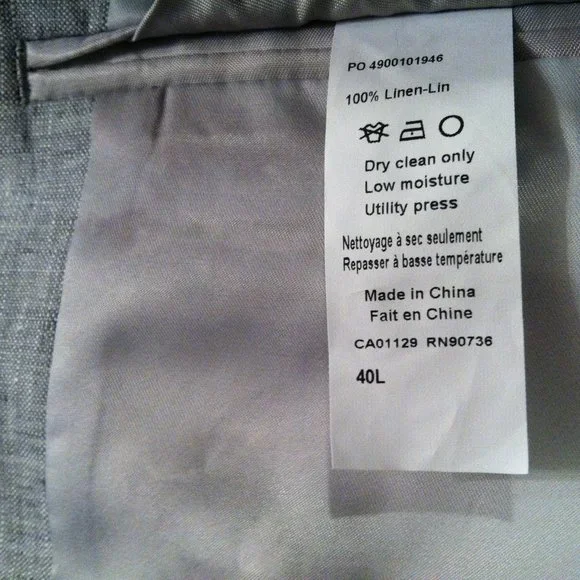 PO 4900101946
100% Linen-Lin
Dry clean only
Low moisture
Utility press
Nettoyage à sec seulement
Repasser à basse température
Made in China
Fait en Chine
CA01129 RN90736
40L